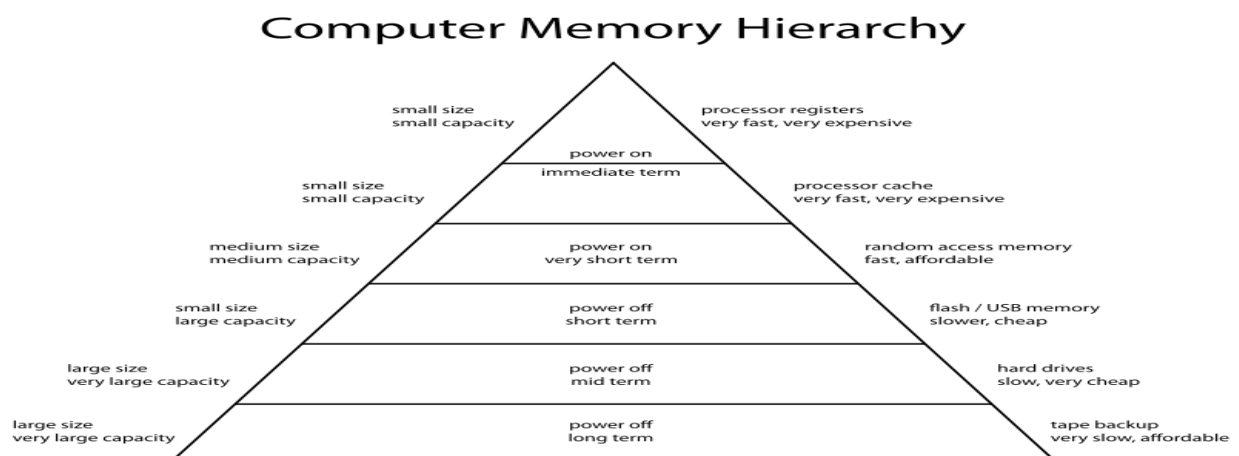 Computer Memory Hierarchy
small size
small capacity
processor registers
very fast, very expensive
power on
immediate term
small size
small capacity
processor cache
very fast, very expensive
medium size
medium capacity
power on
very short term
random access memory
fast, affordable
small size
large capacity
power off
short term
flash / USB memory
slower, cheap
large size
very large capacity
power off
mid term
hard drives
slow, very cheap
large size
very large capacity
power off
long term
tape backup
very slow, affordable